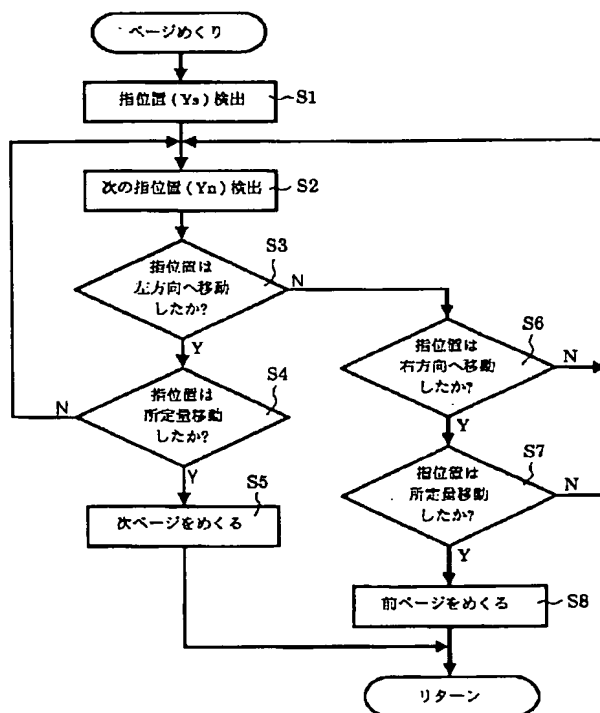 ページめくり
指位置(Ys)検出
S1
次の指位置(Yn)検出
S2
指位置は
左方向へ移動
したか?
S3
N
Y
指位置は
所定量移動
したか?
S4
N
Y
次ページをめくる
S5
指位置は
右方向へ移動
したか?
S6
N
Y
指位置は
所定量移動
したか?
S7
N
Y
前ページをめくる
S8
リターン